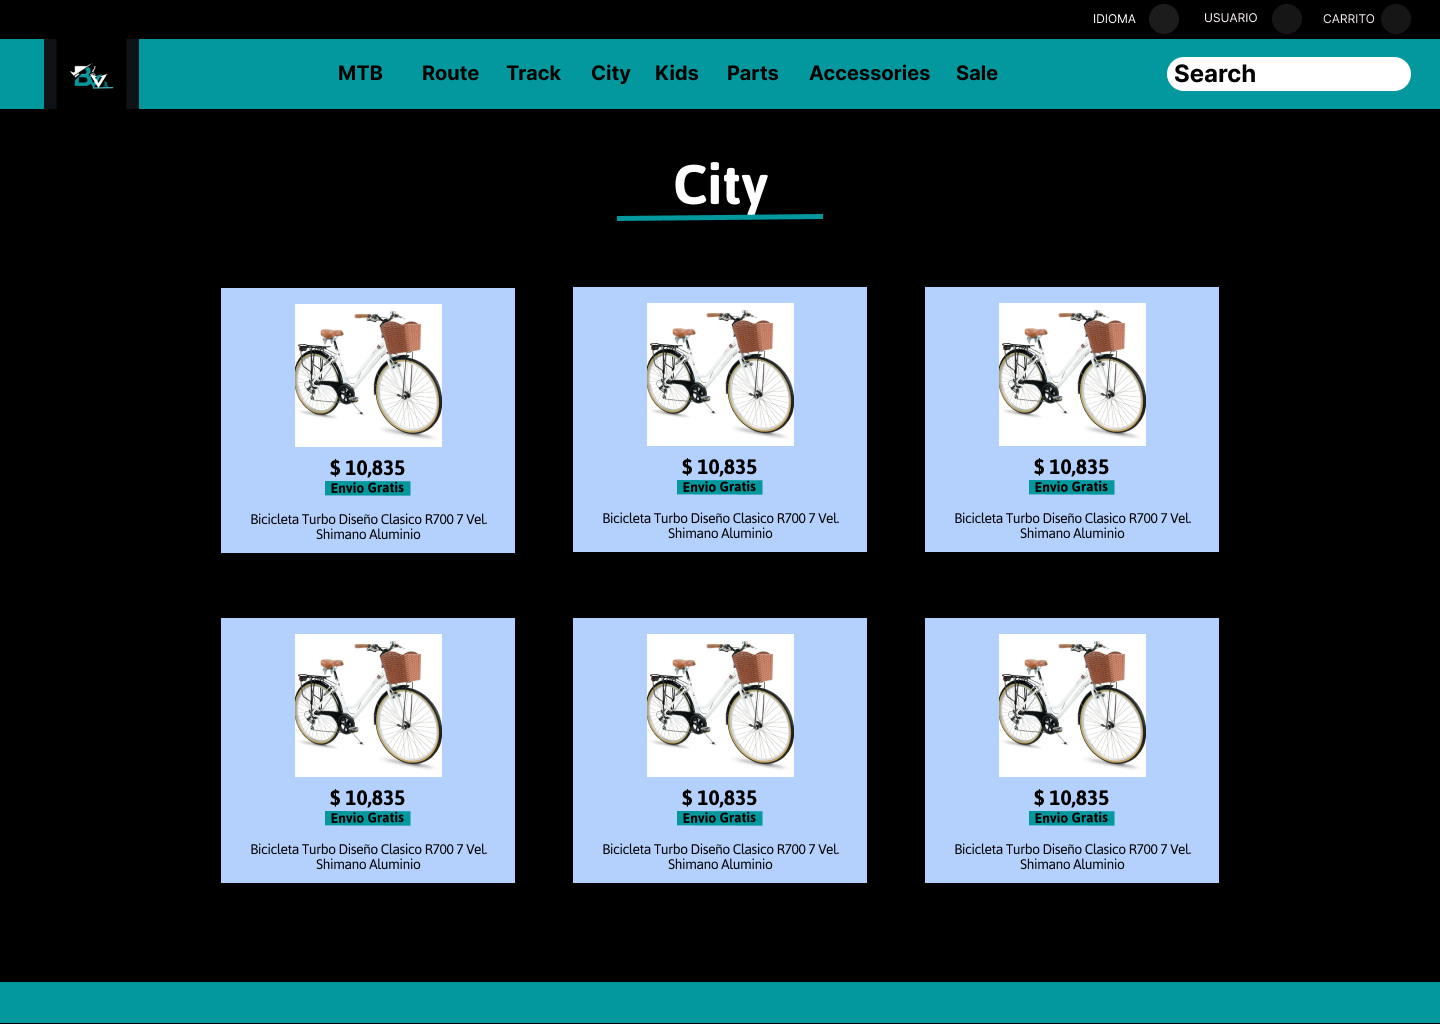 IDIOMA
USUARIO
CARRITO
MTB Route Track City Kids Parts Accessories Sale
Search
City
$ 10,835
Envio Gratis
Bicicleta Turbo Diseño Clasico R700 7 Vel.
Shimano Aluminio
$ 10,835
Envio Gratis
Bicicleta Turbo Diseño Clasico R700 7 Vel.
Shimano Aluminio
$ 10,835
Envio Gratis
Bicicleta Turbo Diseño Clasico R700 7 Vel.
Shimano Aluminio
$ 10,835
Envio Gratis
Bicicleta Turbo Diseño Clasico R700 7 Vel.
Shimano Aluminio
$ 10,835
Envio Gratis
Bicicleta Turbo Diseño Clasico R700 7 Vel.
Shimano Aluminio
$ 10,835
Envio Gratis
Bicicleta Turbo Diseño Clasico R700 7 Vel.
Shimano Aluminio